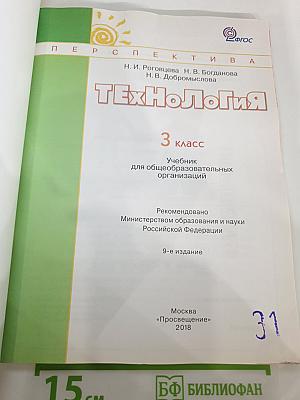 ФГОС
ПЕРСПЕКТИВА
Н. И. Роговцева Н. В. Богданова
Н. В. Добромыслова
ТЕхНоЛоГиЯ
3 класс
Учебник
для общеобразовательных
организаций
Рекомендовано
Министерством образования и науки
Российской Федерации
9-е издание
Москва
«Просвещение»
2018
31
15 см
БФ БИБЛИОФАН